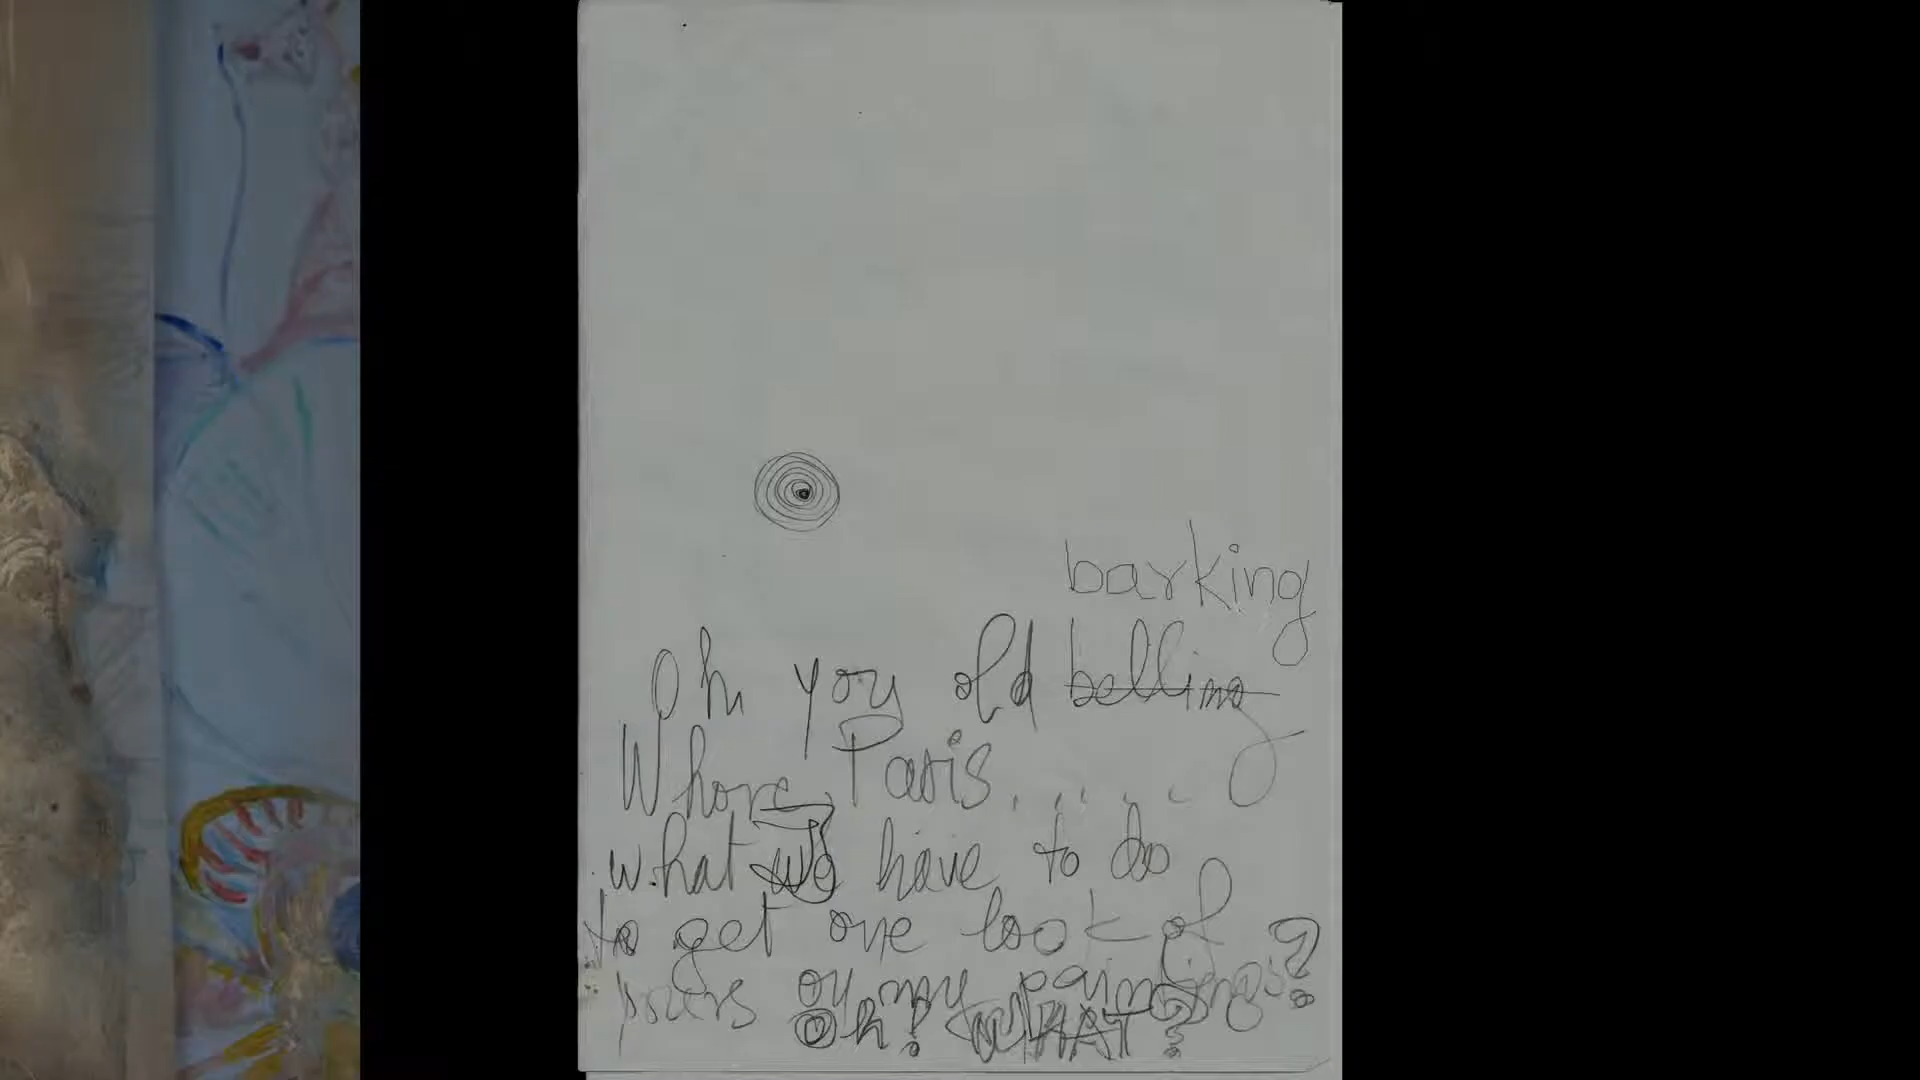 barking
Oh you old belling
Whore, Paris......
what we have to do
to get one look of
yours on my paintings?
Oh? WHAT?